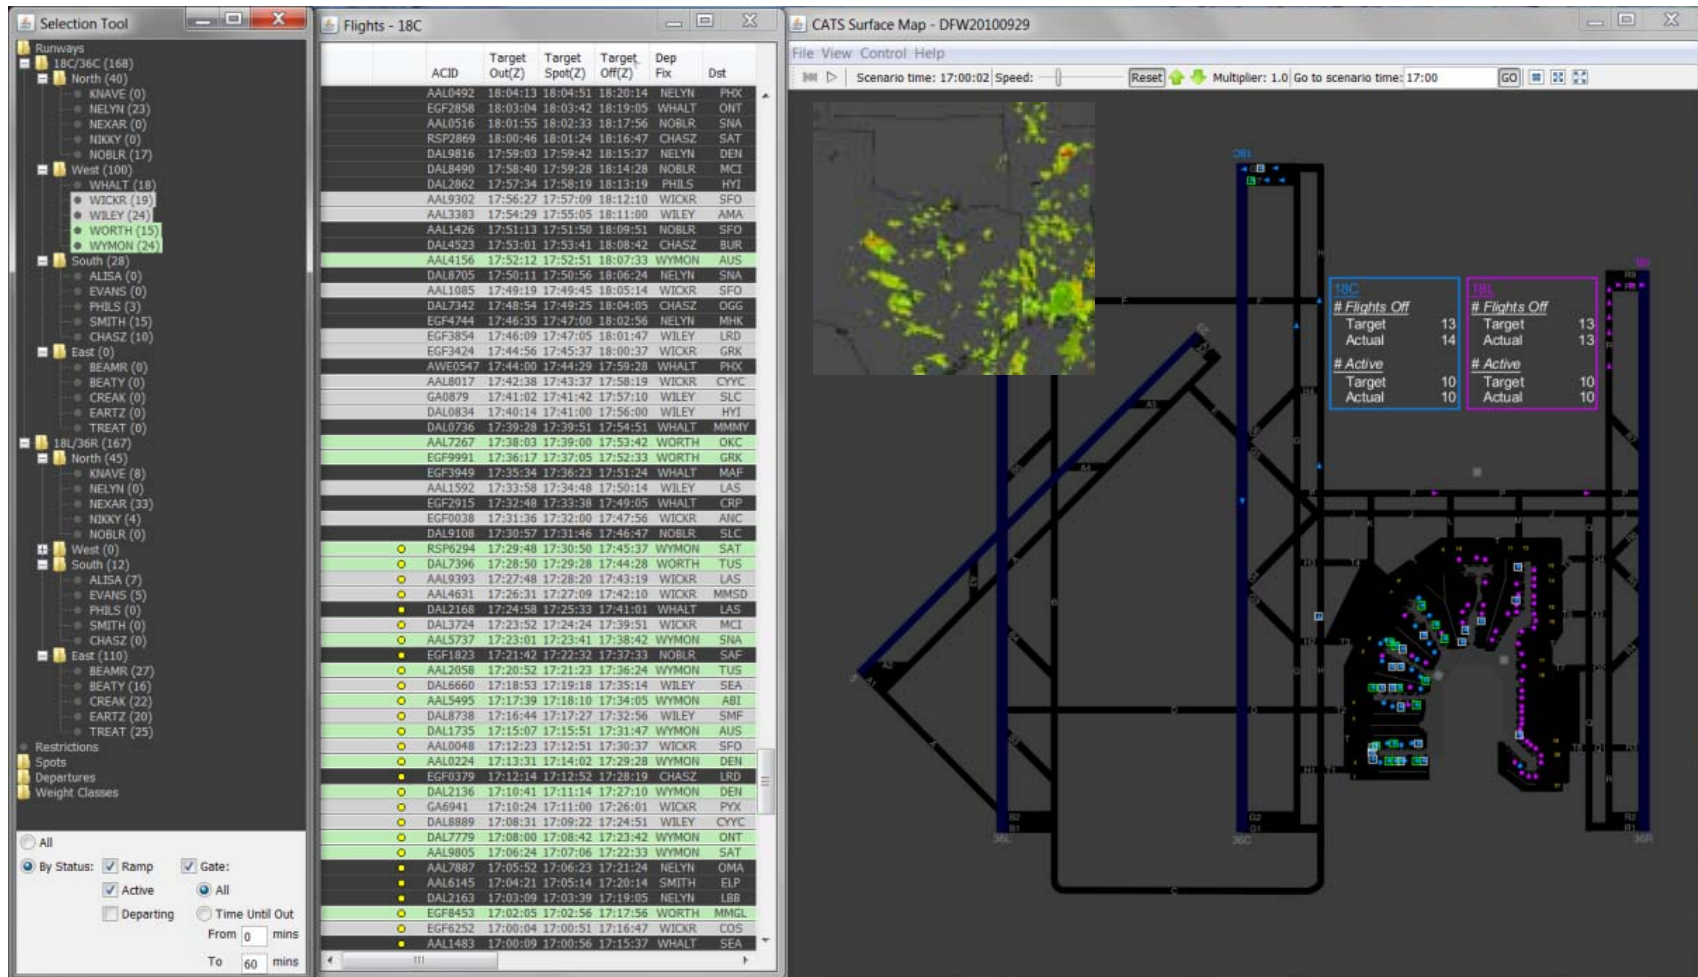 Selection Tool
Runways
18C/36C (168)
North (40)
KNAVE (0)
NELYN (23)
NEXAR (0)
NIKKY (0)
NOBLR (17)
West (100)
WHALT (18)
WICKR (19)
WILEY (24)
WORTH (15)
WYMON (24)
South (28)
ALISA (0)
EVANS (0)
PHILS (3)
SMITH (15)
CHASZ (10)
East (0)
BEAMR (0)
BEATY (0)
CREAK (0)
EARTZ (0)
TREAT (0)
18L/36R (167)
North (45)
KNAVE (8)
NELYN (0)
NEXAR (33)
NIKKY (4)
NOBLR (0)
West (0)
South (12)
ALISA (7)
EVANS (5)
PHILS (0)
SMITH (0)
CHASZ (0)
East (110)
BEAMR (27)
BEATY (16)
CREAK (22)
EARTZ (20)
TREAT (25)
Restrictions
Spots
Departures
Weight Classes
All
By Status: Ramp Gate:
Active All
Departing Time Until Out
From 0 mins
To 60 mins
Flights - 18C
Target Target Target Dep
ACID Out(Z) Spot(Z) Off(Z) Fix Dst
AAL0492 18:04:13 18:04:51 18:20:14 NELYN PHX
EGF2858 18:03:04 18:03:42 18:19:05 WHALT ONT
AAL0516 18:01:55 18:02:33 18:17:56 NOBLR SNA
RSP2869 18:00:46 18:01:24 18:16:47 CHASZ SAT
DAL9816 17:59:03 17:59:42 18:15:37 NELYN DEN
DAL8490 17:58:40 17:59:28 18:14:28 NOBLR MCI
DAL2862 17:57:34 17:58:19 18:13:19 PHILS HYI
AAL9302 17:56:27 17:57:09 18:12:10 WICKR SFO
AAL3383 17:54:29 17:55:05 18:11:00 WILEY AMA
AAL1426 17:51:13 17:51:50 18:09:51 NOBLR SFO
DAL4523 17:53:01 17:53:41 18:08:42 CHASZ BUR
AAL4156 17:52:12 17:52:51 18:07:33 WYMON AUS
DAL8705 17:50:11 17:50:56 18:06:24 NELYN SNA
AAL1085 17:49:19 17:49:45 18:05:14 WICKR SFO
DAL7342 17:48:54 17:49:25 18:04:05 CHASZ OGG
EGF4744 17:46:35 17:47:00 18:02:56 NELYN MHK
EGF3854 17:46:09 17:47:05 18:01:47 WILEY LRD
EGF3424 17:44:56 17:45:37 18:00:37 WICKR GRK
AWE0547 17:44:00 17:44:29 17:59:28 WHALT PHX
AAL8017 17:42:38 17:43:37 17:58:19 WICKR CYYC
GA0879 17:41:02 17:41:42 17:57:10 WILEY SLC
DAL0834 17:40:14 17:41:00 17:56:00 WILEY HYI
DAL0736 17:39:28 17:39:51 17:54:51 WHALT MMMY
AAL7267 17:38:03 17:39:00 17:53:42 WORTH OKC
EGF9991 17:36:17 17:37:05 17:52:33 WORTH GRK
EGF3949 17:35:34 17:36:23 17:51:24 WHALT MAF
AAL1592 17:33:58 17:34:48 17:50:14 WILEY LAS
EGF2915 17:32:48 17:33:38 17:49:05 WHALT CRP
EGF0038 17:31:36 17:32:00 17:47:56 WICKR ANC
DAL9108 17:30:57 17:31:46 17:46:47 NOBLR SLC
RSP6294 17:29:48 17:30:50 17:45:37 WYMON SAT
DAL7396 17:28:50 17:29:28 17:44:28 WORTH TUS
AAL9393 17:27:48 17:28:20 17:43:19 WICKR LAS
AAL4631 17:26:31 17:27:09 17:42:10 WICKR MMSD
DAL2168 17:24:58 17:25:33 17:41:01 WHALT LAS
DAL3724 17:23:52 17:24:24 17:39:51 WICKR MCI
AAL5737 17:23:01 17:23:41 17:38:42 WYMON SNA
EGF1823 17:21:42 17:22:32 17:37:33 NOBLR SAF
AAL2058 17:20:52 17:21:23 17:36:24 WYMON TUS
DAL6660 17:18:53 17:19:18 17:35:14 WILEY SEA
AAL5495 17:17:39 17:18:10 17:34:05 WYMON ABI
DAL8738 17:16:44 17:17:27 17:32:56 WILEY SMF
DAL1735 17:15:07 17:15:51 17:31:47 WYMON AUS
AAL0048 17:12:23 17:12:51 17:30:37 WICKR SFO
AAL0224 17:13:31 17:14:02 17:29:28 WYMON DEN
EGF0379 17:12:14 17:12:52 17:28:19 CHASZ LRD
DAL2136 17:10:41 17:11:14 17:27:10 WYMON DEN
GA6941 17:10:24 17:11:00 17:26:01 WICKR PYX
DAL8889 17:08:31 17:09:22 17:24:51 WILEY CYYC
DAL7779 17:08:00 17:08:42 17:23:42 WYMON ONT
AAL9805 17:06:24 17:07:06 17:22:33 WYMON SAT
AAL7887 17:05:52 17:06:23 17:21:24 NELYN OMA
AAL6145 17:04:21 17:05:14 17:20:14 SMITH ELP
DAL2163 17:03:09 17:03:39 17:19:05 NELYN LBB
EGF8453 17:02:05 17:02:56 17:17:56 WORTH MMGL
EGF6252 17:00:04 17:00:51 17:16:47 WICKR COS
AAL1483 17:00:09 17:00:56 17:15:37 WHALT SEA
CATS Surface Map - DFW20100929
File View Control Help
Scenario time: 17:00:02 Speed: Reset Multiplier: 1.0 Go to scenario time: 17:00 GO
18C
18L
18C
# Flights Off
Target 13
Actual 14
# Active
Target 10
Actual 10
18L
# Flights Off
Target 13
Actual 13
# Active
Target 10
Actual 10
R9
H
F
F
H4
G
A5
A4
E
P
P
P
K
L
M
Q
H3
T4
H2
T3
B
A3
A1
D
D
T2
A
H1
T1
B2
B1
G2
G1
R2
R1
36L
36C
36R
C